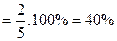 = 2/5 .100% = 40%